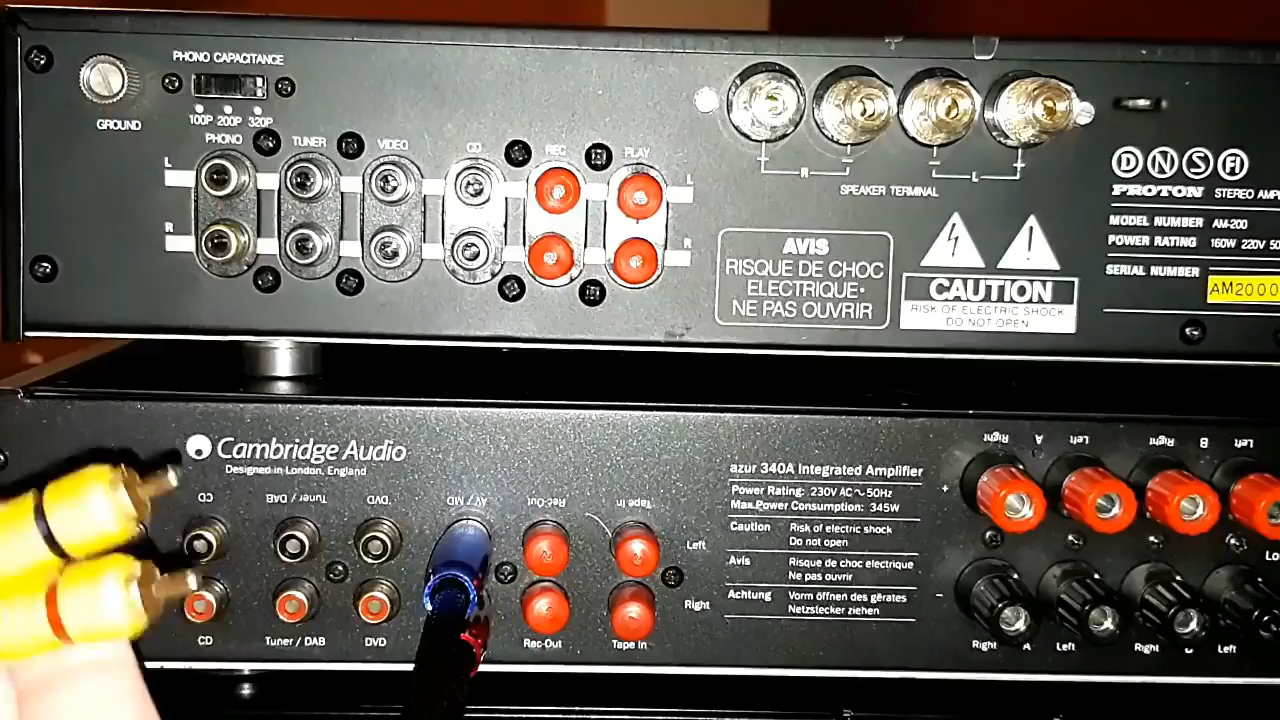 PHONO CAPACITANCE
100P 200P 320P
GROUND
PHONO TUNER VIDEO CD REC PLAY
L L
R R
+ R - - L +
SPEAKER TERMINAL
AVIS
RISQUE DE CHOC
ELECTRIQUE•
NE PAS OUVRIR
CAUTION
RISK OF ELECTRIC SHOCK
DO NOT OPEN
DNSFI
PROTON STEREO
MODEL NUMBER AM-200
POWER RATING 160W 220V
SERIAL NUMBER
AM2000
Cambridge Audio
Designed in London, England
CD Tuner / DAB DVD AV / MD Rec-Out Tape In
Left
Right
CD Tuner / DAB DVD Rec-Out Tape In
azur 340A Integrated Amplifier
Power Rating: 230V AC ~ 50Hz
Max Power Consumption: 345W
Caution Risk of electric shock
Do not open
Avis Risque de choc electrique
Ne pas ouvrir
Achtung Vorm öffnen des gerates
Netzstecker ziehen
Right A Left Right B Left
+
-
Right A Left Right Left